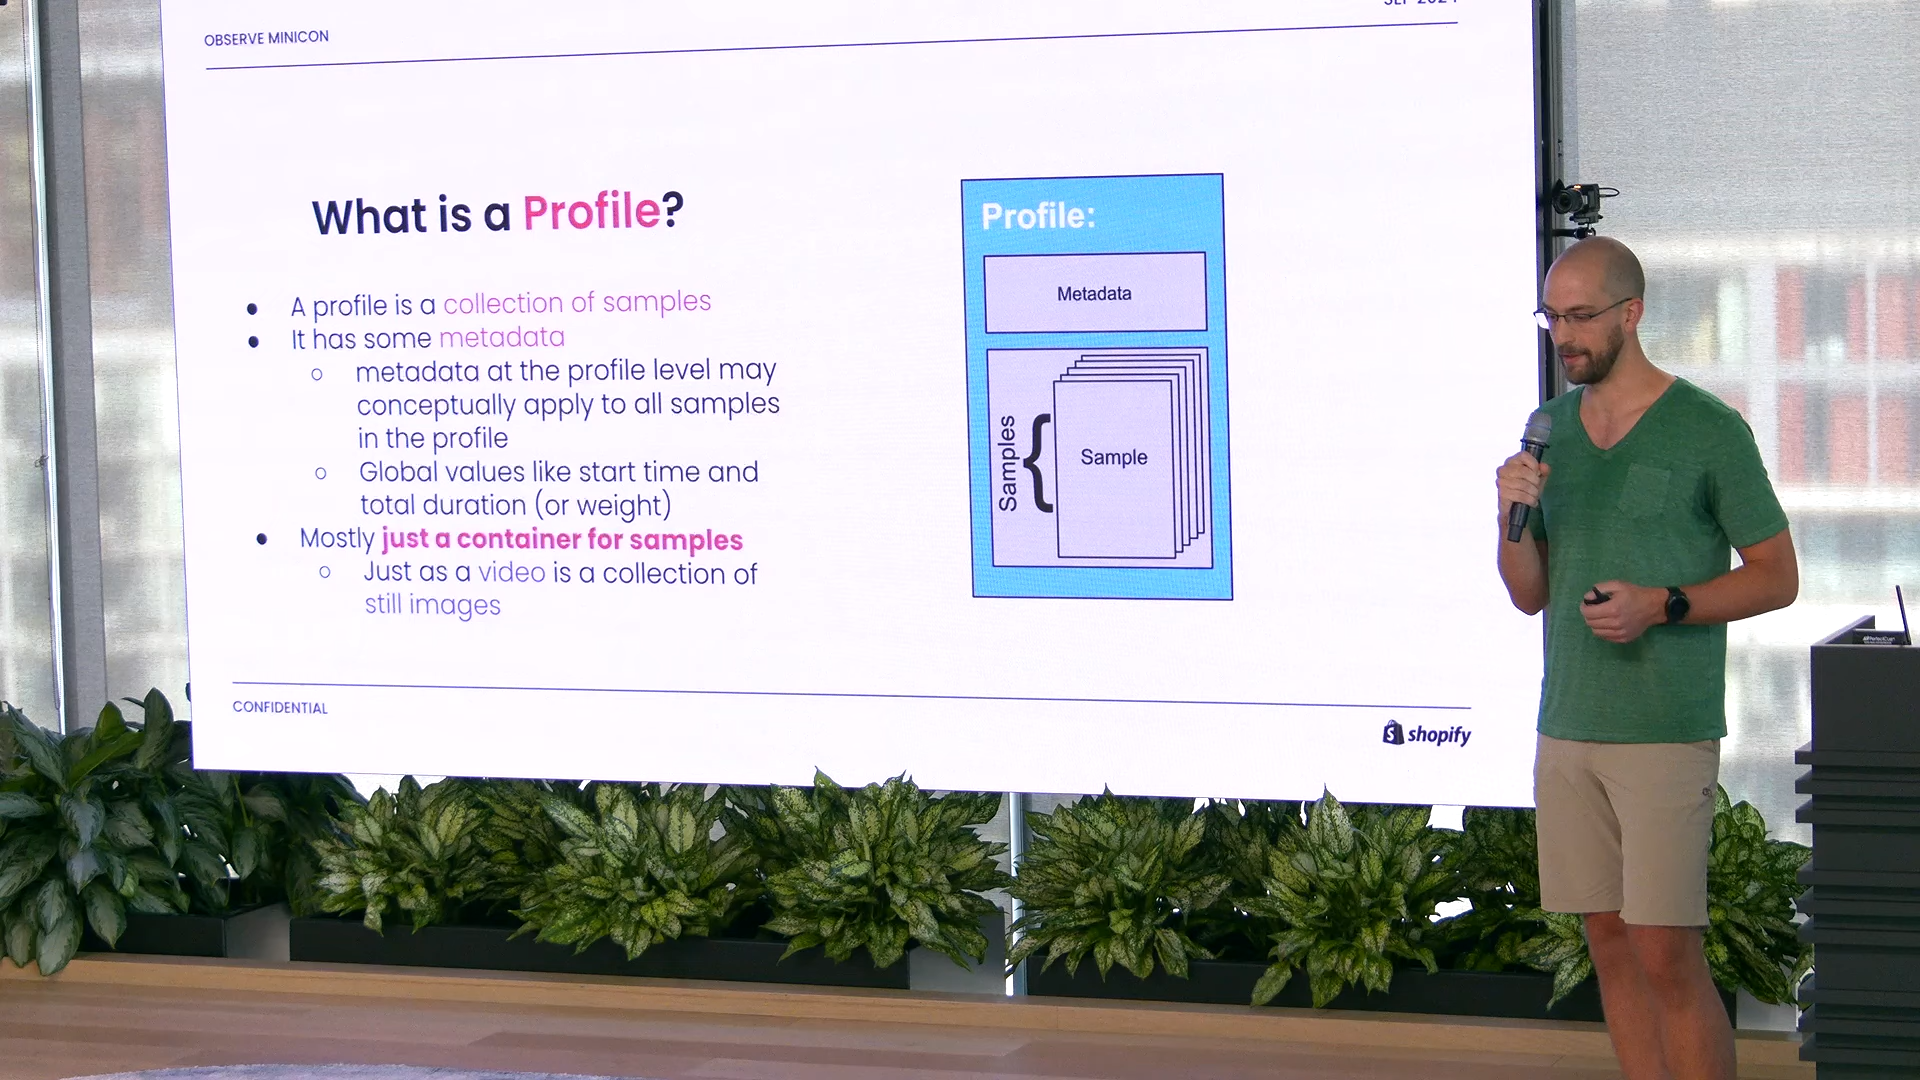 OBSERVE MINICON
SEP 2024
What is a Profile?
● A profile is a collection of samples
● It has some metadata
○ metadata at the profile level may
conceptually apply to all samples
in the profile
○ Global values like start time and
total duration (or weight)
● Mostly just a container for samples
○ Just as a video is a collection of
still images
Profile:
Metadata
Samples
{
Sample
CONFIDENTIAL
shopify